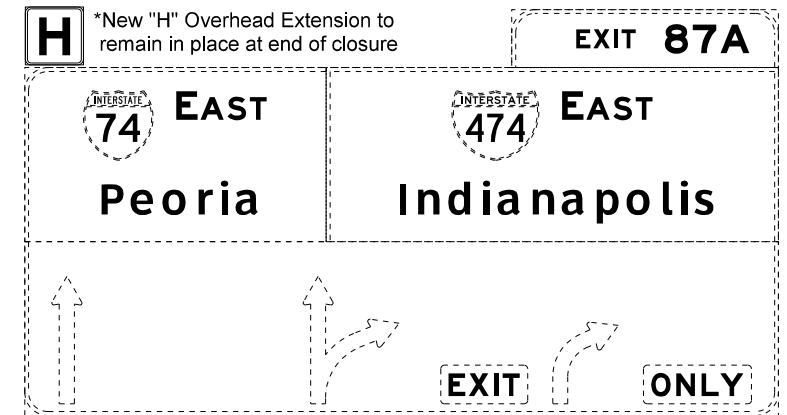 H
*New "H" Overhead Extension to
remain in place at end of closure
EXIT 87A
INTERSTATE
74
EAST
INTERSTATE
474
EAST
Peoria
Indianapolis
EXIT
ONLY